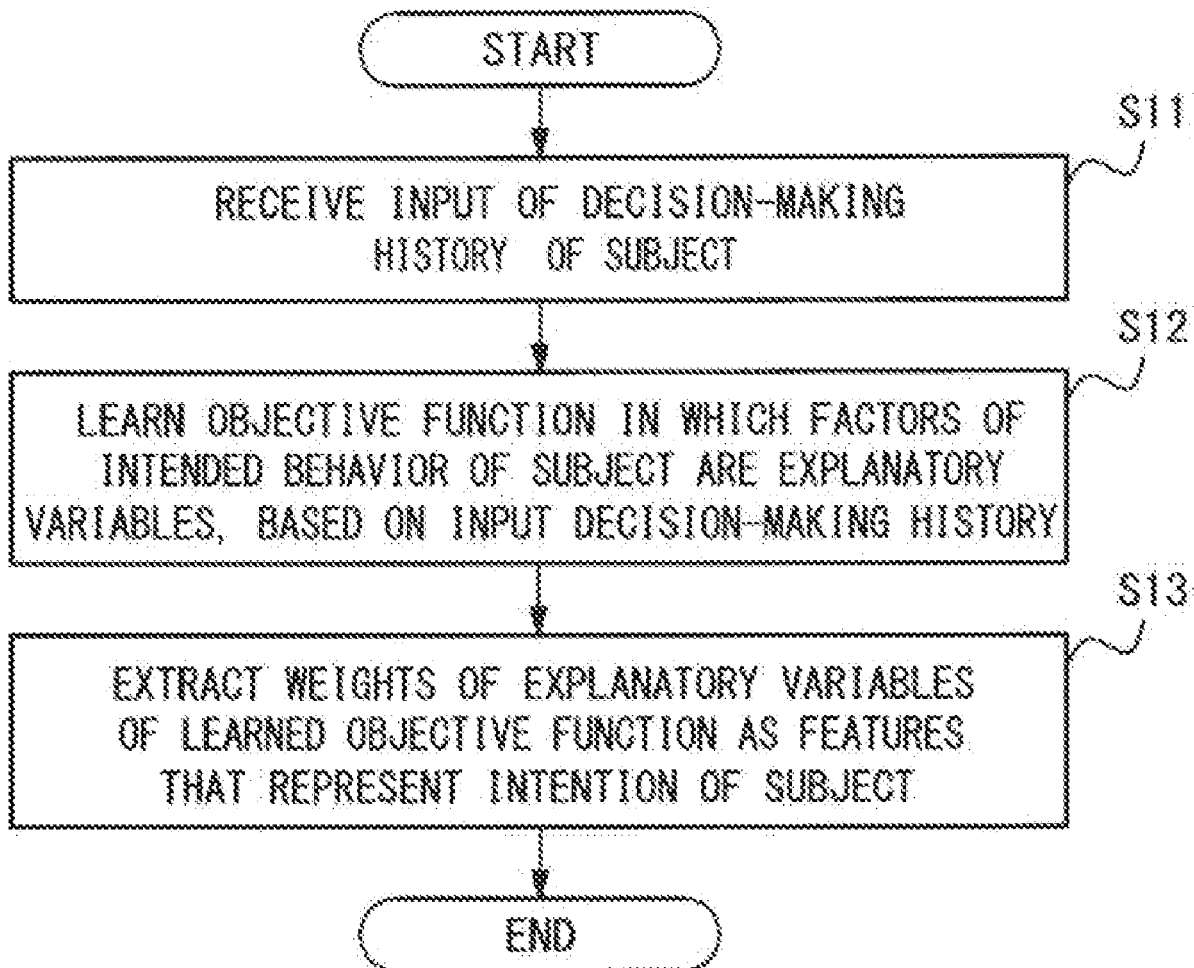 START
S11
RECEIVE INPUT OF DECISION-MAKING
HISTORY OF SUBJECT
S12
LEARN OBJECTIVE FUNCTION IN WHICH FACTORS OF
INTENDED BEHAVIOR OF SUBJECT ARE EXPLANATORY
VARIABLES, BASED ON INPUT DECISION-MAKING HISTORY
S13
EXTRACT WEIGHTS OF EXPLANATORY VARIABLES
OF LEARNED OBJECTIVE FUNCTION AS FEATURES
THAT REPRESENT INTENTION OF SUBJECT
END